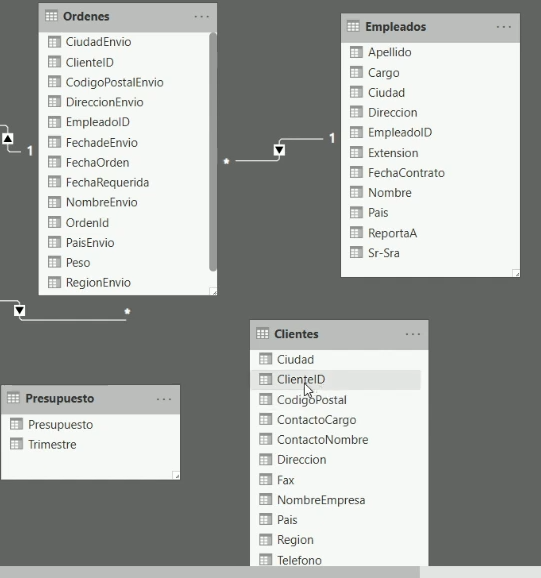 Ordenes
CiudadEnvio
ClienteID
CodigoPostalEnvio
DireccionEnvio
EmpleadoID
FechadeEnvio
FechaOrden
FechaRequerida
NombreEnvio
OrdenId
PaisEnvio
Peso
RegionEnvio
1
*
1
*
Empleados
Apellido
Cargo
Ciudad
Direccion
EmpleadoID
Extension
FechaContrato
Nombre
Pais
ReportaA
Sr-Sra
Presupuesto
Presupuesto
Trimestre
Clientes
Ciudad
ClienteID
CodigoPostal
ContactoCargo
ContactoNombre
Direccion
Fax
NombreEmpresa
Pais
Region
Telefono